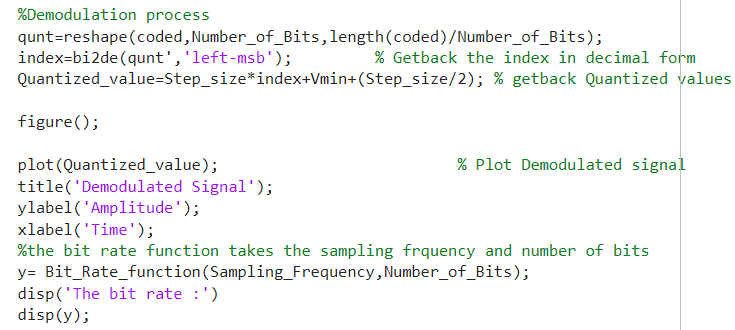 %Demodulation process
qunt=reshape(coded,Number_of_Bits,length(coded)/Number_of_Bits);
index=bi2de(qunt','left-msb'); % Getback the index in decimal form
Quantized_value=Step_size*index+Vmin+(Step_size/2); % getback Quantized values
figure();
plot(Quantized_value); % Plot Demodulated signal
title('Demodulated Signal');
ylabel('Amplitude');
xlabel('Time');
%the bit rate function takes the sampling frquency and number of bits
y= Bit_Rate_function(Sampling_Frequency,Number_of_Bits);
disp('The bit rate :')
disp(y);